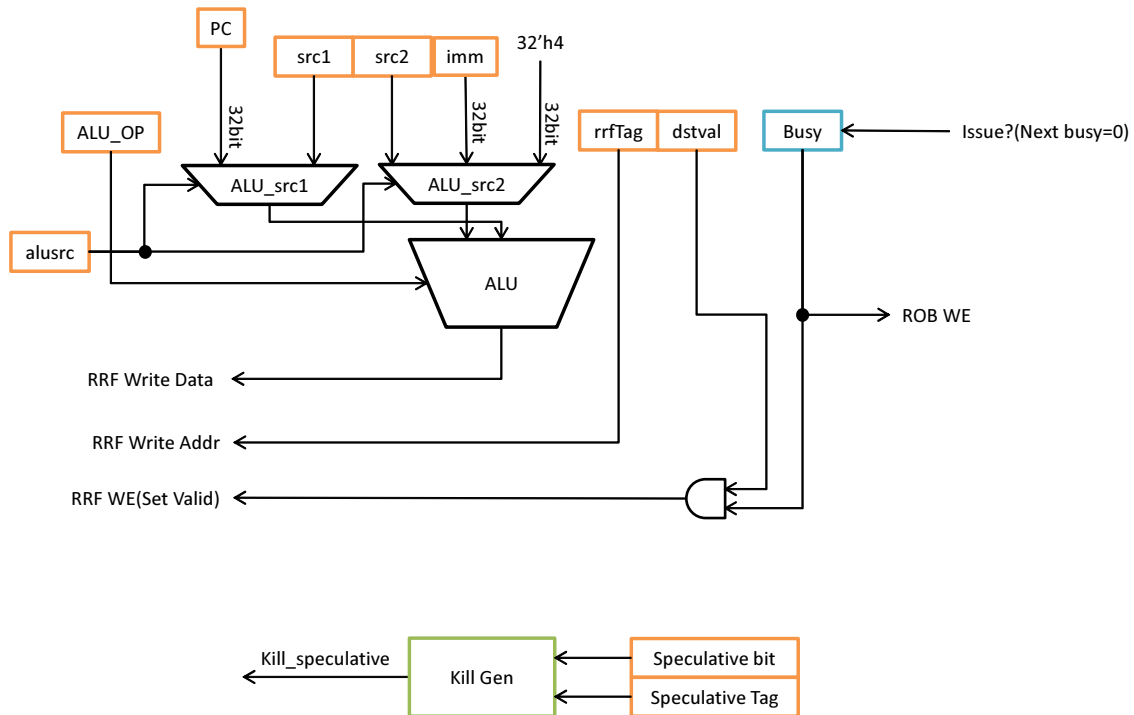 PC
src1
src2
imm
32'h4
32bit
32bit
32bit
ALU_OP
rrfTag
dstval
Busy
Issue?(Next busy=0)
ALU_src1
ALU_src2
alusrc
ALU
ROB WE
RRF Write Data
RRF Write Addr
RRF WE(Set Valid)
Kill_speculative
Kill Gen
Speculative bit
Speculative Tag